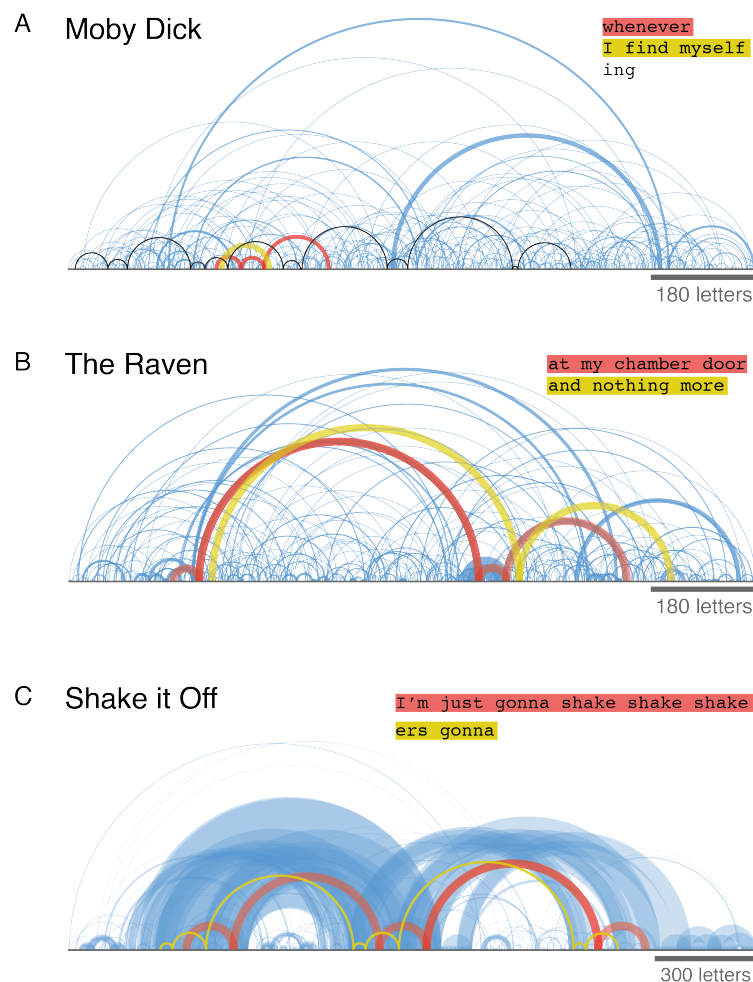 A
Moby Dick
whenever
I find myself
ing
180 letters
B
The Raven
at my chamber door
and nothing more
180 letters
C
Shake it Off
I’m just gonna shake shake shake
ers gonna
300 letters